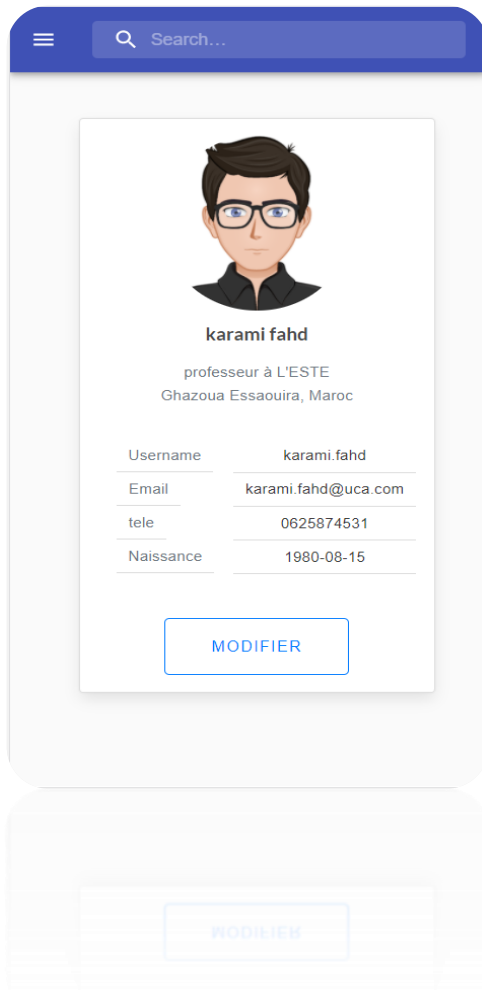 Search...
karami fahd
professeur à L'ESTE
Ghazoua Essaouira, Maroc
Username karami.fahd
Email karami.fahd@uca.com
tele 0625874531
Naissance 1980-08-15
MODIFIER
MODIFIER